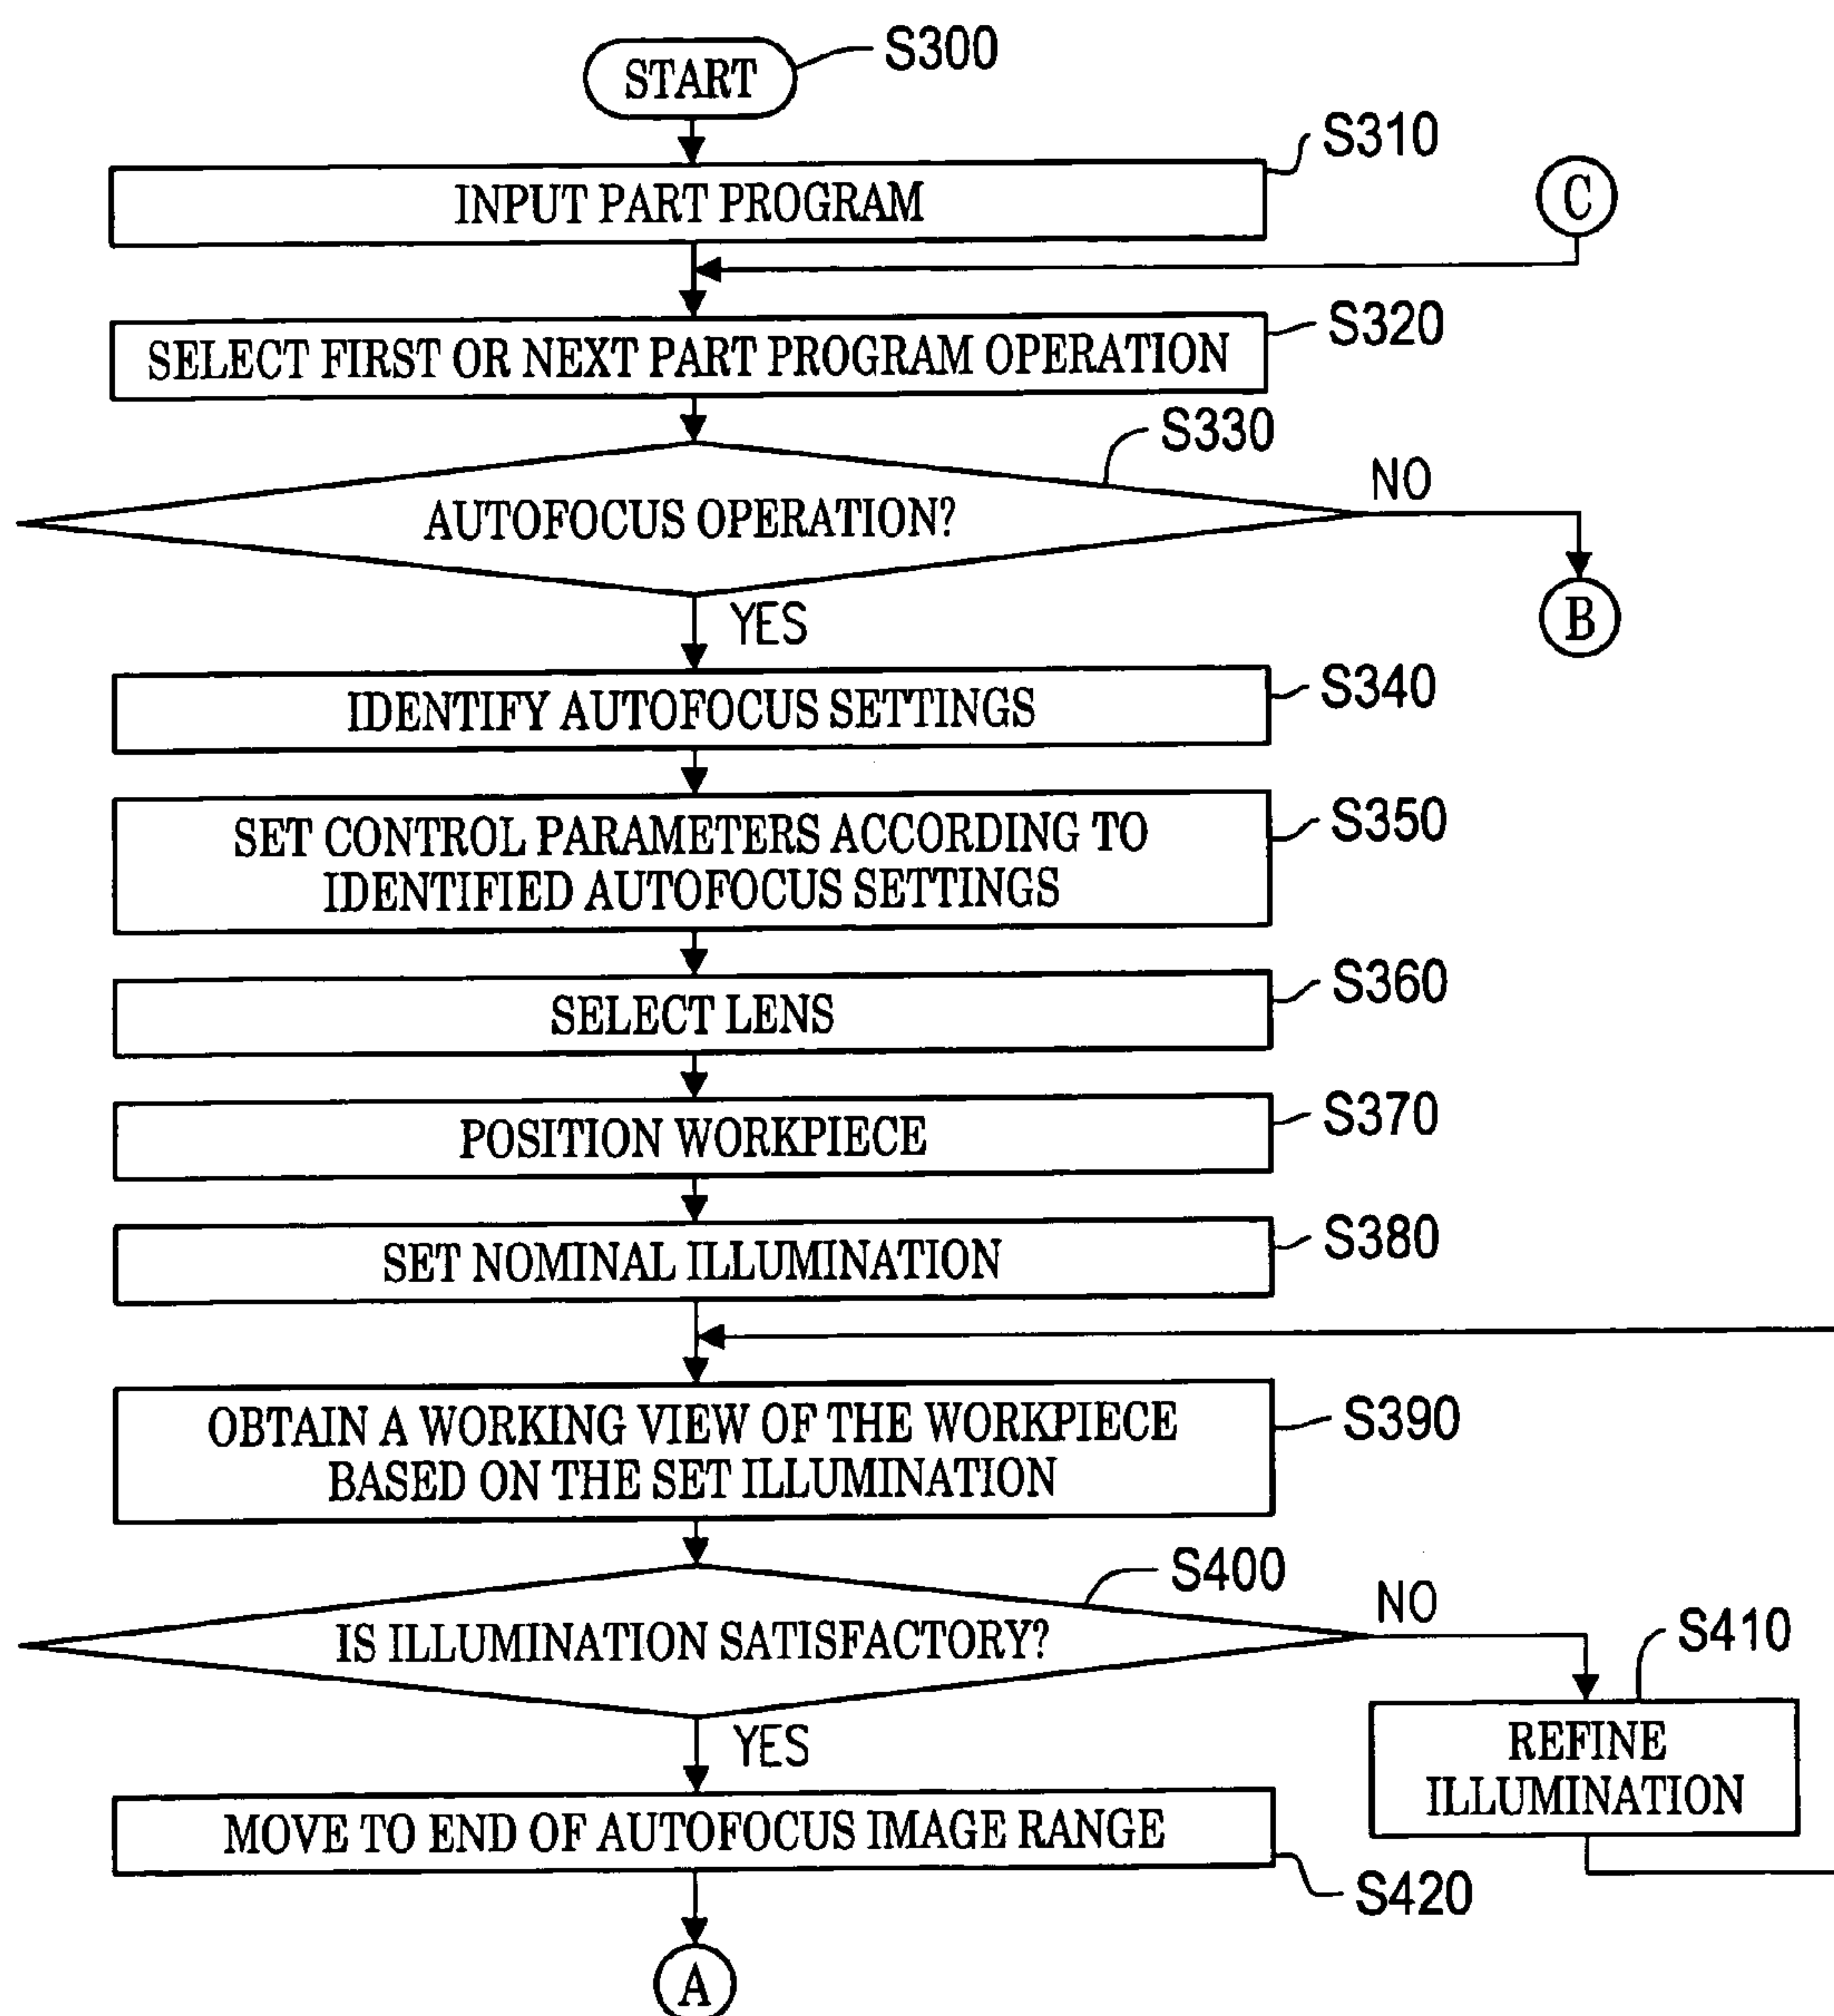 START
S300
INPUT PART PROGRAM
S310
C
SELECT FIRST OR NEXT PART PROGRAM OPERATION
S320
AUTOFOCUS OPERATION?
S330
NO
B
YES
IDENTIFY AUTOFOCUS SETTINGS
S340
SET CONTROL PARAMETERS ACCORDING TO
IDENTIFIED AUTOFOCUS SETTINGS
S350
SELECT LENS
S360
POSITION WORKPIECE
S370
SET NOMINAL ILLUMINATION
S380
OBTAIN A WORKING VIEW OF THE WORKPIECE
BASED ON THE SET ILLUMINATION
S390
IS ILLUMINATION SATISFACTORY?
S400
NO
S410
REFINE
ILLUMINATION
YES
MOVE TO END OF AUTOFOCUS IMAGE RANGE
S420
A